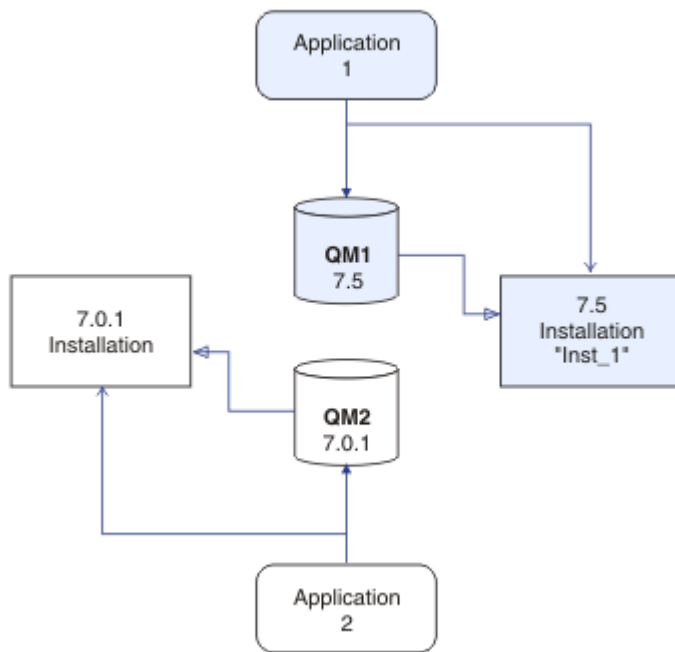 Application
1
QM1
7.5
7.5
Installation
"Inst_1"
7.0.1
Installation
QM2
7.0.1
Application
2